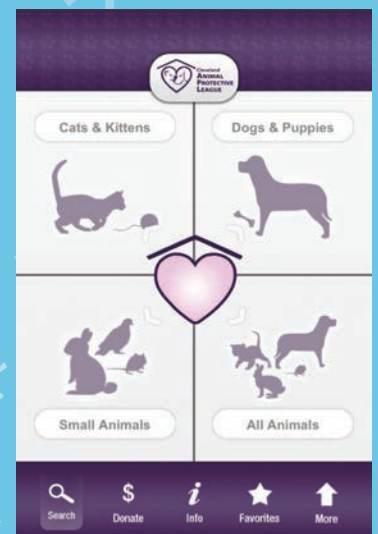 Cleveland
ANIMAL
PROTECTIVE
LEAGUE
Cats & Kittens
Dogs & Puppies
Small Animals
All Animals
Search
$
Donate
i
Info
Favorites
More